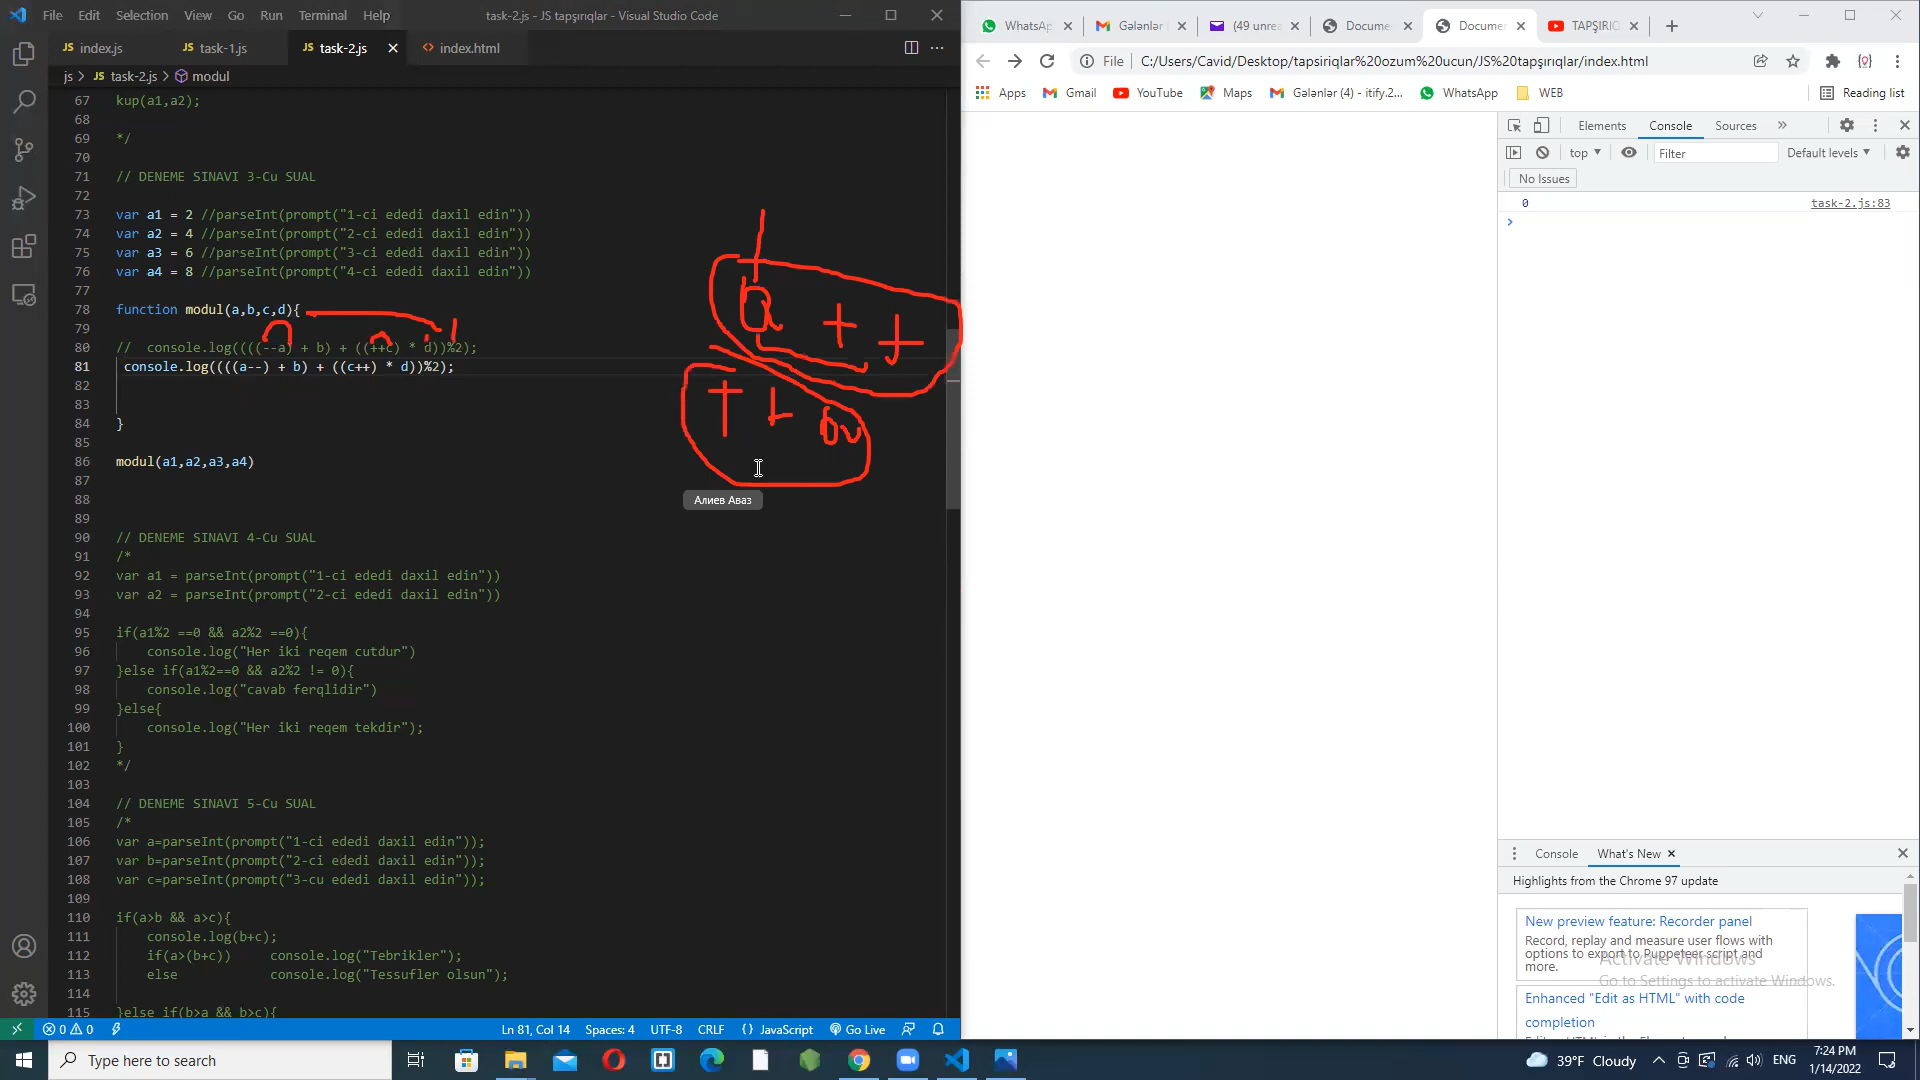 File Edit Selection View Go Run Terminal Help task-2.js - JS tapşırıqlar - Visual Studio Code
JS index.js JS task-1.js JS task-2.js <> index.html
js > JS task-2.js > modul
67 kup(a1,a2);
68
69 */
70
71 // DENEME SINAVI 3-Cu SUAL
72
73 var a1 = 2 //parseInt(prompt("1-ci ededi daxil edin"))
74 var a2 = 4 //parseInt(prompt("2-ci ededi daxil edin"))
75 var a3 = 6 //parseInt(prompt("3-ci ededi daxil edin"))
76 var a4 = 8 //parseInt(prompt("4-ci ededi daxil edin"))
77
78 function modul(a,b,c,d){
79
80 // console.log((((--a) + b) + ((++c) * d))%2);
81 console.log((((a--) + b) + ((c++) * d))%2);
82
83
84 }
85
86 modul(a1,a2,a3,a4)
87
88
89
90 // DENEME SINAVI 4-Cu SUAL
91 /*
92 var a1 = parseInt(prompt("1-ci ededi daxil edin"))
93 var a2 = parseInt(prompt("2-ci ededi daxil edin"))
94
95 if(a1%2 ==0 && a2%2 ==0){
96 console.log("Her iki reqem cutdur")
97 }else if(a1%2==0 && a2%2 != 0){
98 console.log("cavab ferqlidir")
99 }else{
100 console.log("Her iki reqem tekdir");
101 }
102 */
103
104 // DENEME SINAVI 5-Cu SUAL
105 /*
106 var a=parseInt(prompt("1-ci ededi daxil edin"));
107 var b=parseInt(prompt("2-ci ededi daxil edin"));
108 var c=parseInt(prompt("3-cu ededi daxil edin"));
109
110 if(a>b && a>c){
111 console.log(b+c);
112 if(a>(b+c)) console.log("Tebrikler");
113 else console.log("Tessufler olsun");
114
115 }else if(b>a && b>c){
a + +
Алиев Аваз
0 0 Ln 81, Col 14 Spaces: 4 UTF-8 CRLF {} JavaScript Go Live
WhatsAp Gələnlər (49 unrea Docume Docume TAPŞIRIQ
File C:/Users/Cavid/Desktop/tapsiriqlar%20ozum%20ucun/JS%20tapşırıqlar/index.html
Apps Gmail YouTube Maps Gələnlər (4) - itify.2... WhatsApp WEB Reading list
Elements Console Sources »
top Filter Default levels
No Issues
0 task-2.js:83
Console What's New
Highlights from the Chrome 97 update
New preview feature: Recorder panel
Record, replay and measure user flows with
options to export to Puppeteer script and
more.
Enhanced "Edit as HTML" with code
completion
Activate Windows
Go to Settings to activate Windows.
Type here to search
39°F Cloudy ENG 7:24 PM
1/14/2022